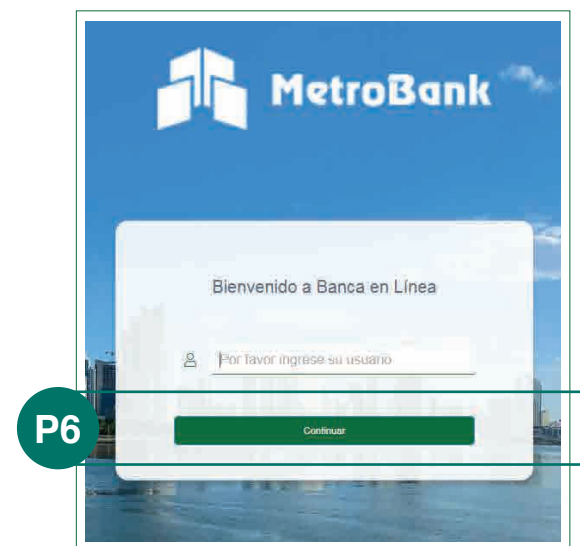 MetroBank
Bienvenido a Banca en Línea
Por favor ingrese su usuario
P6
Continuar